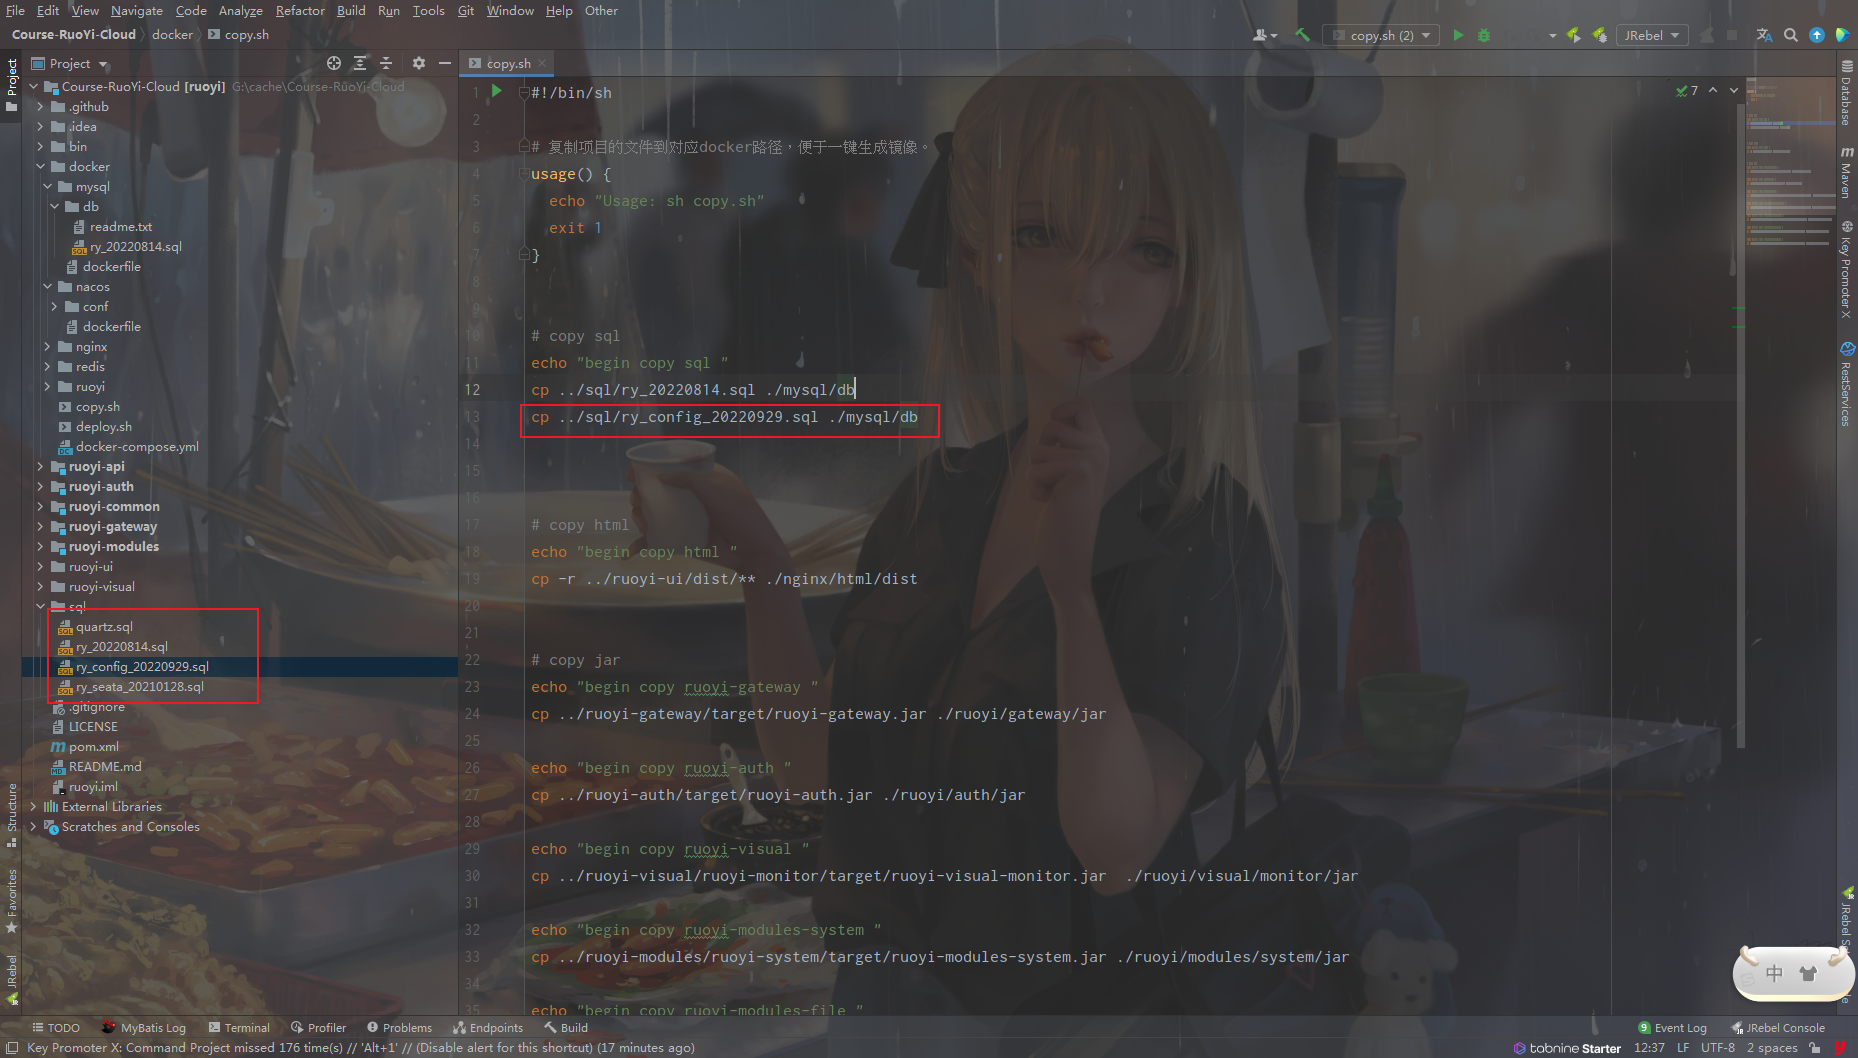 File Edit View Navigate Code Analyze Refactor Build Run Tools Git Window Help Other
Course-RuoYi-Cloud docker copy.sh
copy.sh (2) JRebel
Project
copy.sh
Course-RuoYi-Cloud [ruoyi] G:\cache\Course-RuoYi-Cloud
.github
.idea
bin
docker
mysql
db
readme.txt
ry_20220814.sql
dockerfile
nacos
conf
dockerfile
nginx
redis
ruoyi
copy.sh
deploy.sh
docker-compose.yml
ruoyi-api
ruoyi-auth
ruoyi-common
ruoyi-gateway
ruoyi-modules
ruoyi-ui
ruoyi-visual
sql
quartz.sql
ry_20220814.sql
ry_config_20220929.sql
ry_seata_20210128.sql
.gitignore
LICENSE
pom.xml
README.md
ruoyi.iml
External Libraries
Scratches and Consoles
Project
Structure
Favorites
JRebel
7
1 #!/bin/sh
2
3 # 复制项目的文件到对应docker路径，便于一键生成镜像。
4 usage() {
5 echo "Usage: sh copy.sh"
6 exit 1
7 }
8
9
10 # copy sql
11 echo "begin copy sql "
12 cp ../sql/ry_20220814.sql ./mysql/db
13 cp ../sql/ry_config_20220929.sql ./mysql/db
14
15
16
17 # copy html
18 echo "begin copy html "
19 cp -r ../ruoyi-ui/dist/** ./nginx/html/dist
20
21
22 # copy jar
23 echo "begin copy ruoyi-gateway "
24 cp ../ruoyi-gateway/target/ruoyi-gateway.jar ./ruoyi/gateway/jar
25
26 echo "begin copy ruoyi-auth "
27 cp ../ruoyi-auth/target/ruoyi-auth.jar ./ruoyi/auth/jar
28
29 echo "begin copy ruoyi-visual "
30 cp ../ruoyi-visual/ruoyi-monitor/target/ruoyi-visual-monitor.jar ./ruoyi/visual/monitor/jar
31
32 echo "begin copy ruoyi-modules-system "
33 cp ../ruoyi-modules/ruoyi-system/target/ruoyi-modules-system.jar ./ruoyi/modules/system/jar
34
35 echo "begin copy ruoyi-modules-file "
Database
Maven
Key Promoter X
RestServices
JRebel
中
TODO MyBatis Log Terminal Profiler Problems Endpoints Build 9 Event Log JRebel Console
Key Promoter X: Command Project missed 176 time(s) // 'Alt+1' // (Disable alert for this shortcut) (17 minutes ago) tabnine Starter 12:37 LF UTF-8 2 spaces